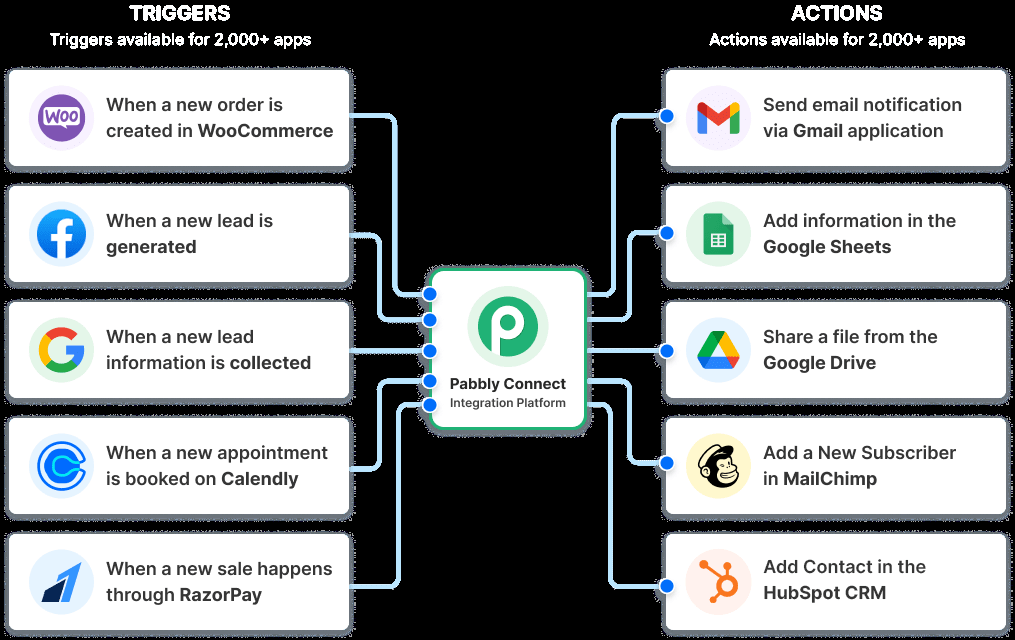 TRIGGERS
Triggers available for 2,000+ apps
When a new order is
created in WooCommerce
Woo
When a new lead is
generated
When a new lead
information is collected
When a new appointment
is booked on Calendly
When a new sale happens
through RazorPay
Pabbly Connect
Integration Platform
ACTIONS
Actions available for 2,000+ apps
Send email notification
via Gmail application
Add information in the
Google Sheets
Share a file from the
Google Drive
Add a New Subscriber
in MailChimp
Add Contact in the
HubSpot CRM